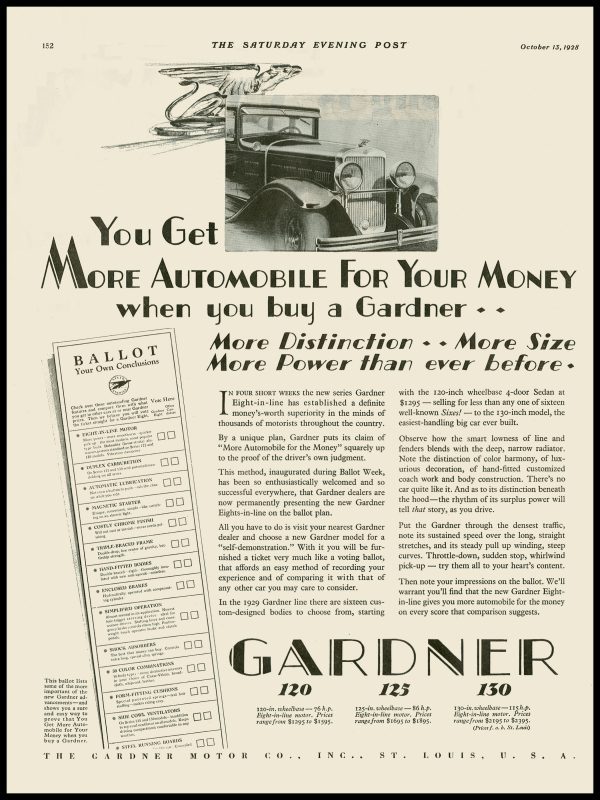 152
THE SATURDAY EVENING POST
October 13, 1928
You Get
More Automobile For Your Money
when you buy a Gardner
More Distinction • • More Size
More Power than ever before •
BALLOT
Your Own Conclusions
Vote Here
EIGHT-IN-LINE MOTOR
DUPLEX CARBURETION
AUTOMATIC LUBRICATION
MAGNETIC STARTER
COSTLY CHROME FINISH
TRIPLE-BRACED FRAME
HAND-FITTED BODIES
ENCLOSED BRAKES
SIMPLIFIED OPERATION
SHOCK ABSORBERS
COLOR COMBINATIONS
FORM-FITTING CUSHIONS
SIDE COWL VENTILATORS
STEEL RUNNING BOARDS
This ballot lists
some of the more
important of the
new Gardner ad-
vancements—and
shows you a sure
and easy way to
prove that You
Get More Auto-
mobile for Your
Money when you
buy a Gardner.
IN FOUR SHORT WEEKS the new series Gardner
Eight-in-line has established a definite
money's-worth superiority in the minds of
thousands of motorists throughout the country.
By a unique plan, Gardner puts its claim of
"More Automobile for the Money" squarely up
to the proof of the driver's own judgment.
This method, inaugurated during Ballot Week,
has been so enthusiastically welcomed and so
successful everywhere, that Gardner dealers are
now permanently presenting the new Gardner
Eights-in-line on the ballot plan.
All you have to do is visit your nearest Gardner
dealer and choose a new Gardner model for a
"self-demonstration." With it you will be fur-
nished a ticket very much like a voting ballot,
that affords an easy method of recording your
experience and of comparing it with that of
any other car you may care to consider.
In the 1929 Gardner line there are sixteen cus-
tom-designed bodies to choose from, starting
with the 120-inch wheelbase 4-door Sedan at
$1295 — selling for less than any one of sixteen
well-known Sixes! — to the 130-inch model, the
easiest-handling big car ever built.
Observe how the smart lowness of line and
fenders blends with the deep, narrow radiator.
Note the distinction of color harmony, of lux-
urious decoration, of hand-fitted customized
coach work and body construction. There's no
car quite like it. And as to its distinction beneath
the hood—the rhythm of its surplus power will
tell that story, as you drive.
Put the Gardner through the densest traffic,
note its sustained speed over the long, straight
stretches, and its steady pull up winding, steep
curves. Throttle-down, sudden stop, whirlwind
pick-up — try them all to your heart's content.
Then note your impressions on the ballot. We'll
warrant you'll find that the new Gardner Eight-
in-line gives you more automobile for the money
on every score that comparison suggests.
GARDNER
120 125 130
120-in. wheelbase — 76 h.p.
Eight-in-line motor. Prices
range from $1295 to $1395.
125-in. wheelbase — 86 h.p.
Eight-in-line motor. Prices
range from $1695 to $1895.
130-in. wheelbase — 115 h.p.
Eight-in-line motor. Prices
range from $2195 to $2395.
(Prices f. o. b. St. Louis)
THE GARDNER MOTOR CO., INC., ST. LOUIS, U. S. A.